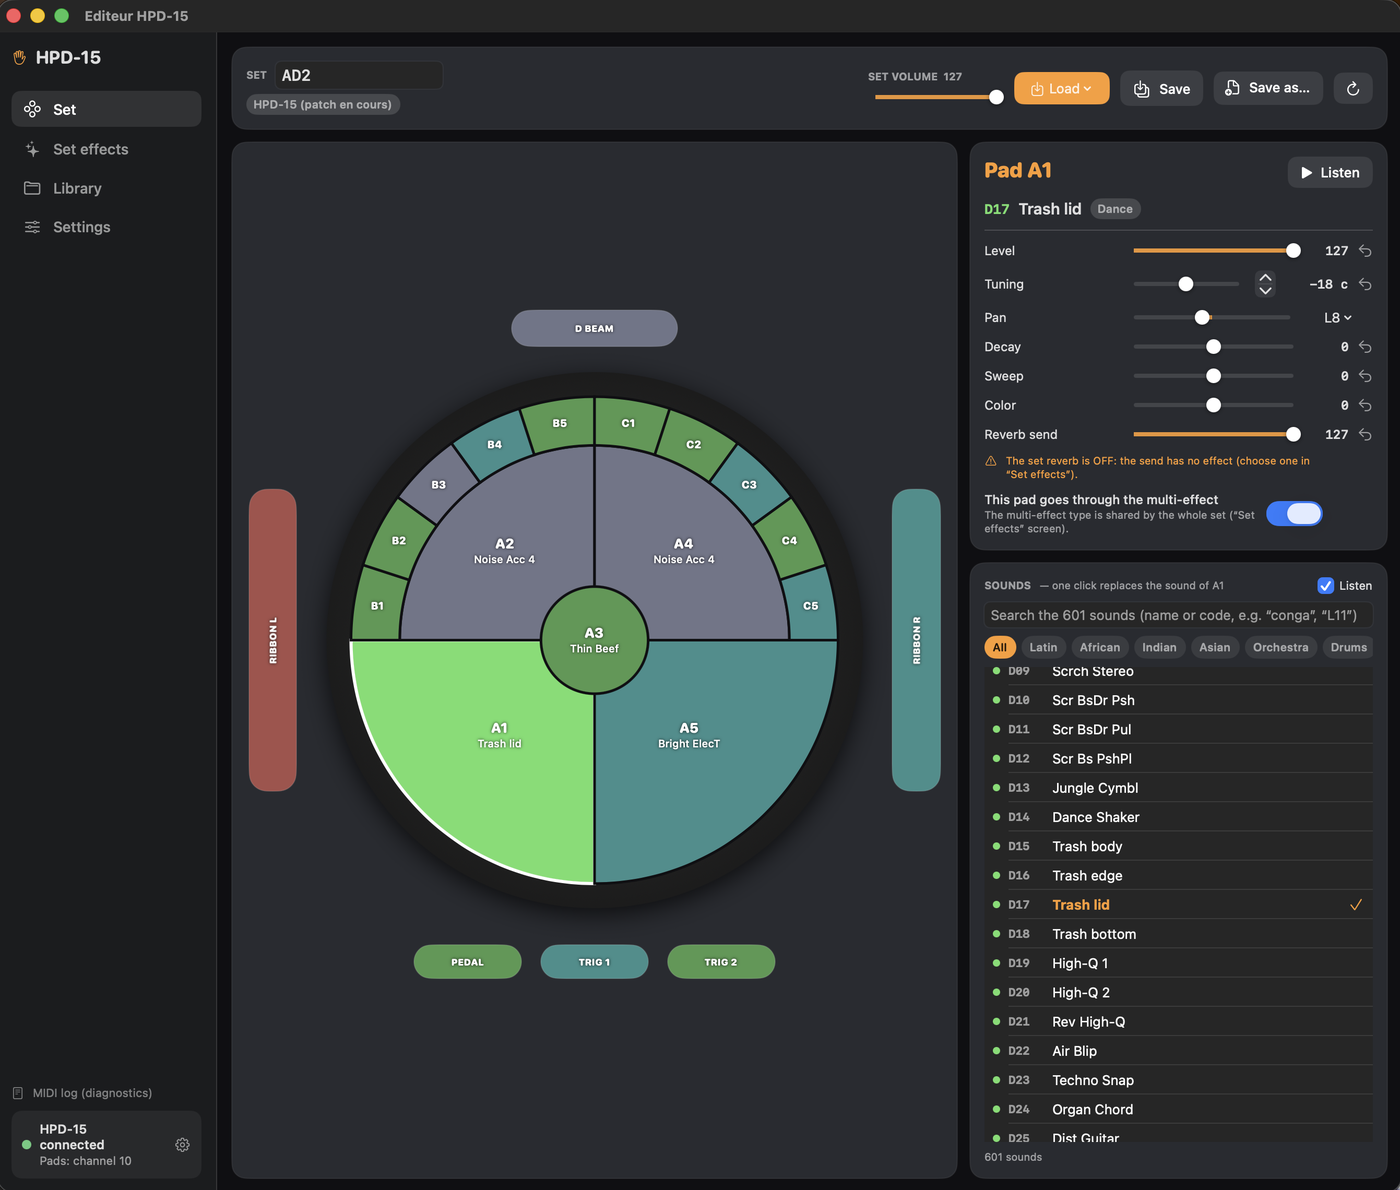 Editeur HPD-15
HPD-15
Set
Set effects
Library
Settings
MIDI log (diagnostics)
HPD-15
connected
Pads: channel 10
SET AD2
HPD-15 (patch en cours)
SET VOLUME 127
Load
Save
Save as...
D BEAM
B5
C1
B4
C2
B3
C3
B2
C4
B1
C5
A2
Noise Acc 4
A4
Noise Acc 4
A3
Thin Beef
A1
Trash lid
A5
Bright ElecT
RIBBON L
RIBBON R
PEDAL
TRIG 1
TRIG 2
Pad A1
Listen
D17 Trash lid Dance
Level 127
Tuning −18 c
Pan L8
Decay 0
Sweep 0
Color 0
Reverb send 127
The set reverb is OFF: the send has no effect (choose one in
“Set effects”).
This pad goes through the multi-effect
The multi-effect type is shared by the whole set (“Set
effects” screen).
SOUNDS — one click replaces the sound of A1
Listen
Search the 601 sounds (name or code, e.g. “conga”, “L11”)
All Latin African Indian Asian Orchestra Drums
D09 Scrch Stereo
D10 Scr BsDr Psh
D11 Scr BsDr Pul
D12 Scr Bs PshPl
D13 Jungle Cymbl
D14 Dance Shaker
D15 Trash body
D16 Trash edge
D17 Trash lid
D18 Trash bottom
D19 High-Q 1
D20 High-Q 2
D21 Rev High-Q
D22 Air Blip
D23 Techno Snap
D24 Organ Chord
D25 Dist Guitar
601 sounds